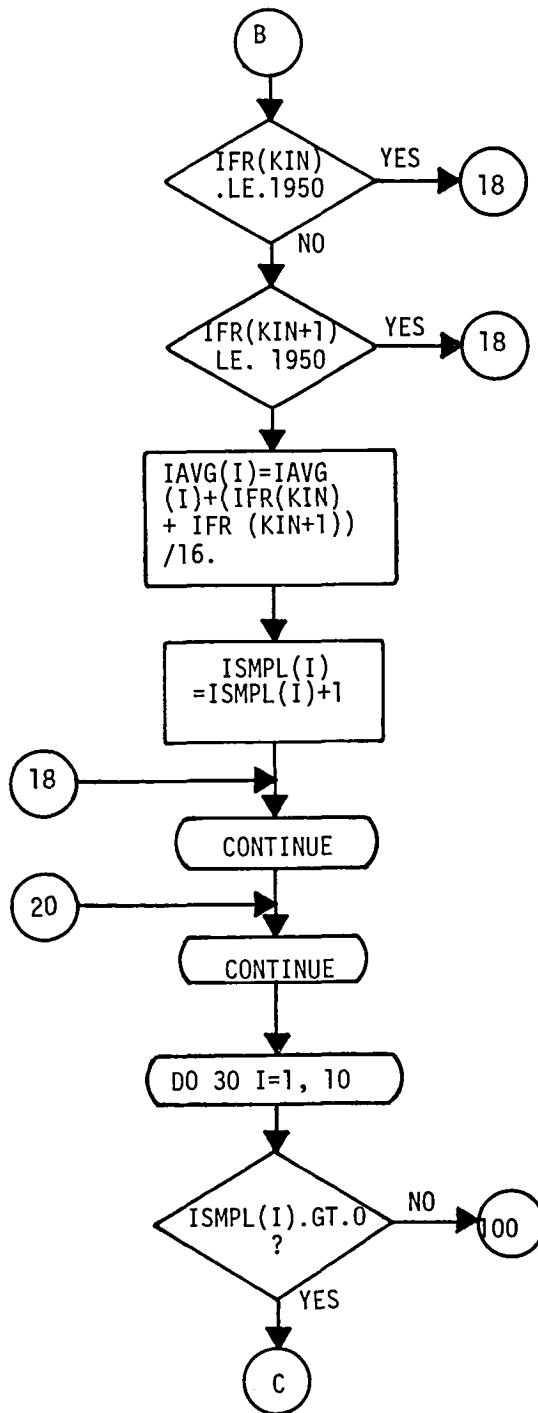 B
IFR(KIN)
.LE.1950
YES
18
NO
IFR(KIN+1)
LE. 1950
YES
18
IAVG(I)=IAVG
(I)+(IFR(KIN)
+ IFR (KIN+1))
/16.
ISMPL(I)
=ISMPL(I)+1
18
CONTINUE
20
CONTINUE
DO 30 I=1, 10
ISMPL(I).GT.0
?
NO
100
YES
C